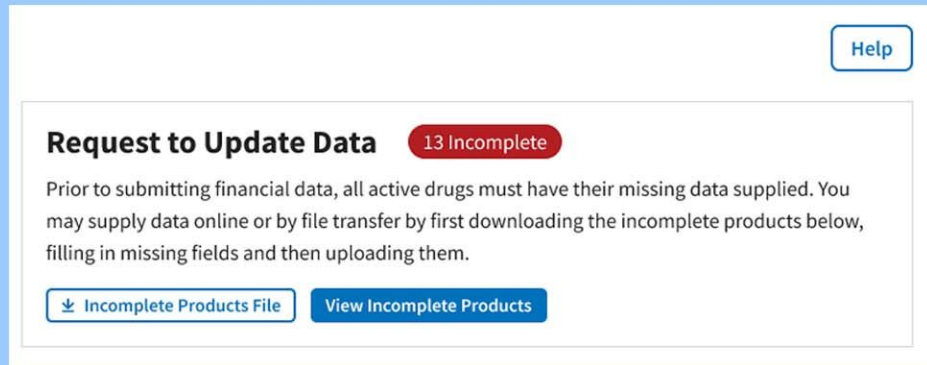 Help
Request to Update Data 13 Incomplete
Prior to submitting financial data, all active drugs must have their missing data supplied. You
may supply data online or by file transfer by first downloading the incomplete products below,
filling in missing fields and then uploading them.
Incomplete Products File View Incomplete Products